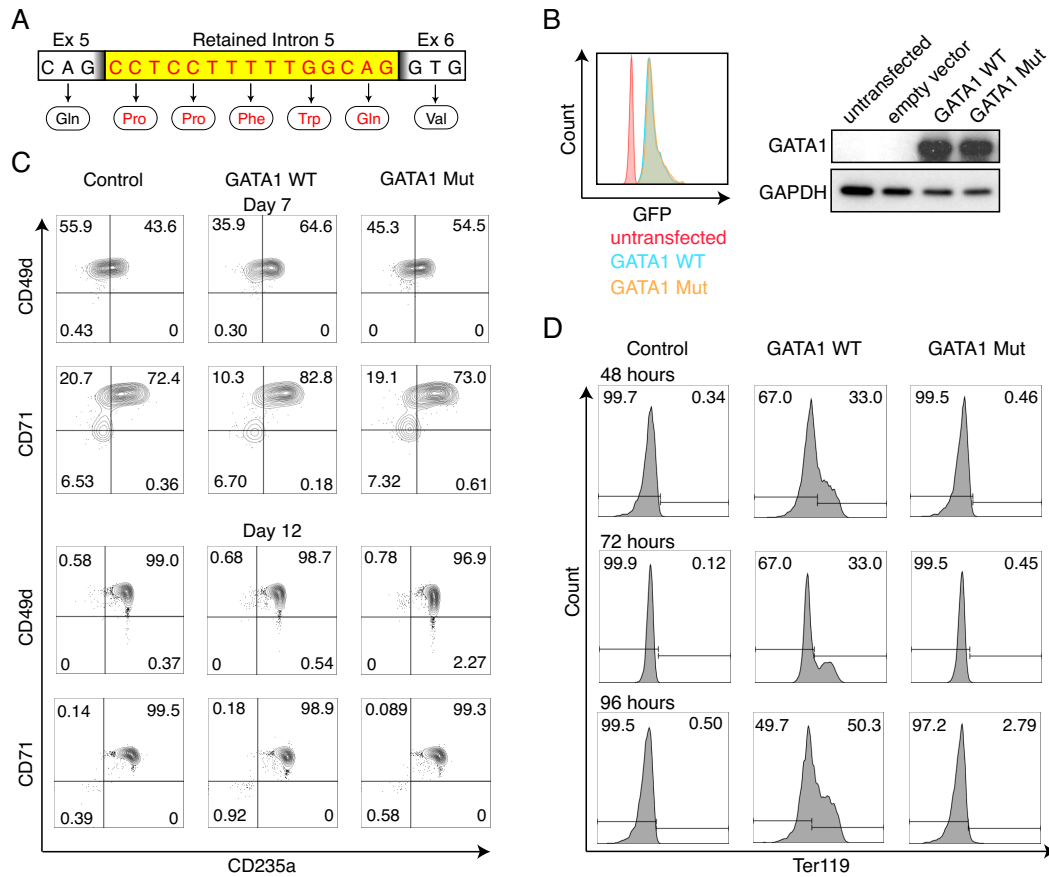 A
Ex 5 Retained Intron 5 Ex 6
C A G C C T C C T T T T T G G C A G G T G
Gln Pro Pro Phe Trp Gln Val
B
Count
GFP
untransfected
GATA1 WT
GATA1 Mut
untransfected
empty vector
GATA1 WT
GATA1 Mut
GATA1
GAPDH
C
Control GATA1 WT GATA1 Mut
Day 7
CD49d
55.9 43.6 35.9 64.6 45.3 54.5
0.43 0 0.30 0 0 0
CD71
20.7 72.4 10.3 82.8 19.1 73.0
6.53 0.36 6.70 0.18 7.32 0.61
Day 12
CD49d
0.58 99.0 0.68 98.7 0.78 96.9
0 0.37 0 0.54 0 2.27
CD71
0.14 99.5 0.18 98.9 0.089 99.3
0.39 0 0.92 0 0.58 0
CD235a
D
Control GATA1 WT GATA1 Mut
48 hours
99.7 0.34 67.0 33.0 99.5 0.46
72 hours
99.9 0.12 67.0 33.0 99.5 0.45
Count
96 hours
99.5 0.50 49.7 50.3 97.2 2.79
Ter119